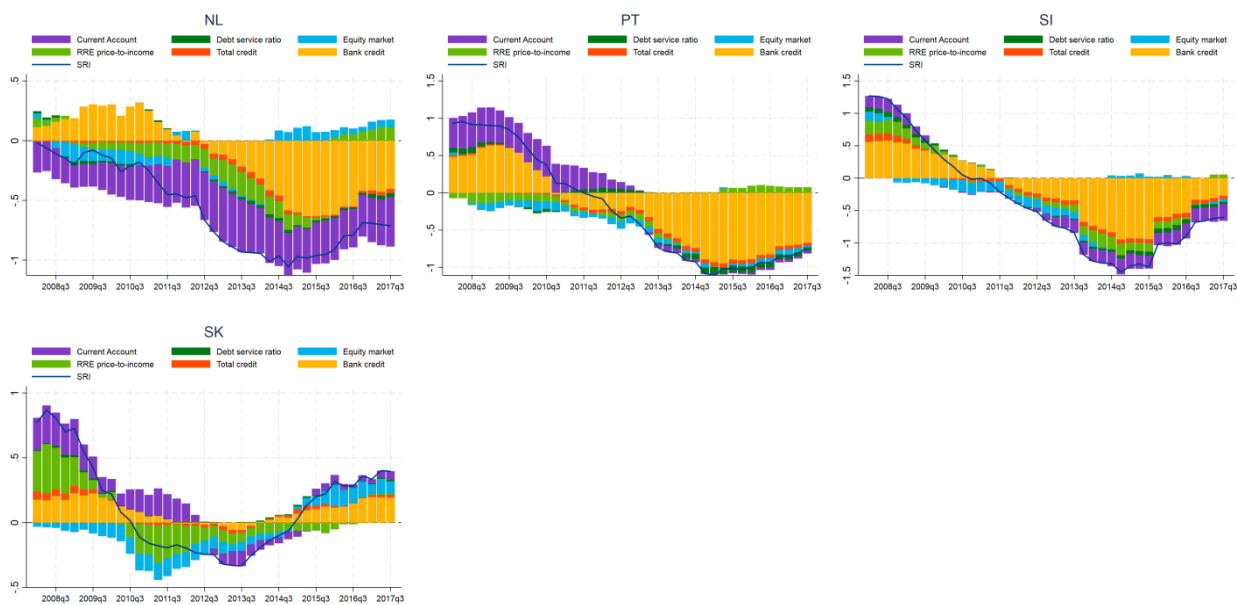 NL
Current Account Debt service ratio Equity market
RRE price-to-income Total credit Bank credit
SRI
.5
0
-.5
-1
2008q3 2009q3 2010q3 2011q3 2012q3 2013q3 2014q3 2015q3 2016q3 2017q3
PT
Current Account Debt service ratio Equity market
RRE price-to-income Total credit Bank credit
SRI
1.5
1
.5
0
-.5
-1
2008q3 2009q3 2010q3 2011q3 2012q3 2013q3 2014q3 2015q3 2016q3 2017q3
SI
Current Account Debt service ratio Equity market
RRE price-to-income Total credit Bank credit
SRI
1.5
1
.5
0
-.5
-1
-1.5
2008q3 2009q3 2010q3 2011q3 2012q3 2013q3 2014q3 2015q3 2016q3 2017q3
SK
Current Account Debt service ratio Equity market
RRE price-to-income Total credit Bank credit
SRI
1
.5
0
-.5
2008q3 2009q3 2010q3 2011q3 2012q3 2013q3 2014q3 2015q3 2016q3 2017q3